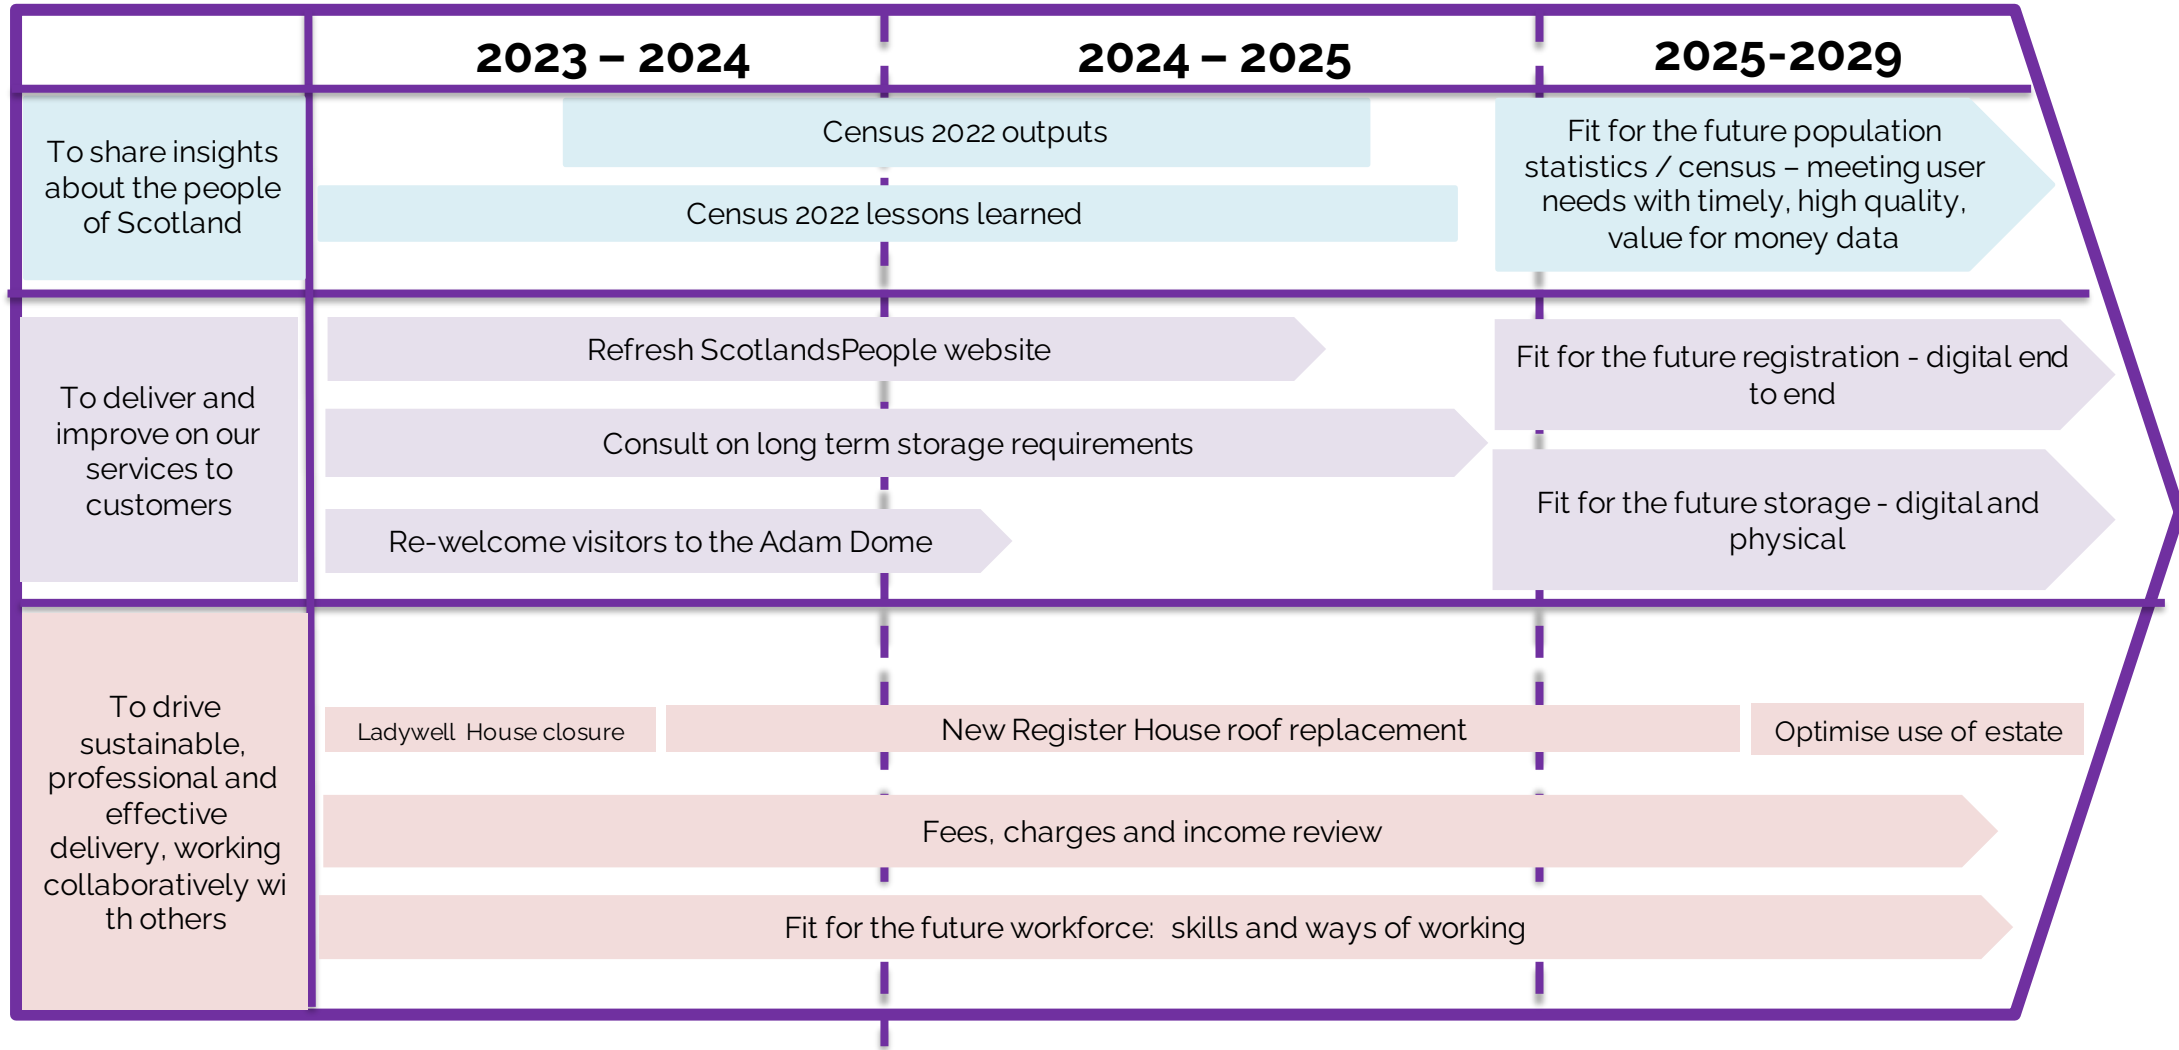 2023 – 2024
2024 – 2025
2025-2029
To share insights
about the people
of Scotland
Census 2022 outputs
Census 2022 lessons learned
Fit for the future population
statistics / census – meeting user
needs with timely, high quality,
value for money data
To deliver and
improve on our
services to
customers
Refresh ScotlandsPeople website
Consult on long term storage requirements
Re-welcome visitors to the Adam Dome
Fit for the future registration - digital end
to end
Fit for the future storage - digital and
physical
To drive
sustainable,
professional and
effective
delivery, working
collaboratively wi
th others
Ladywell House closure
New Register House roof replacement
Optimise use of estate
Fees, charges and income review
Fit for the future workforce: skills and ways of working